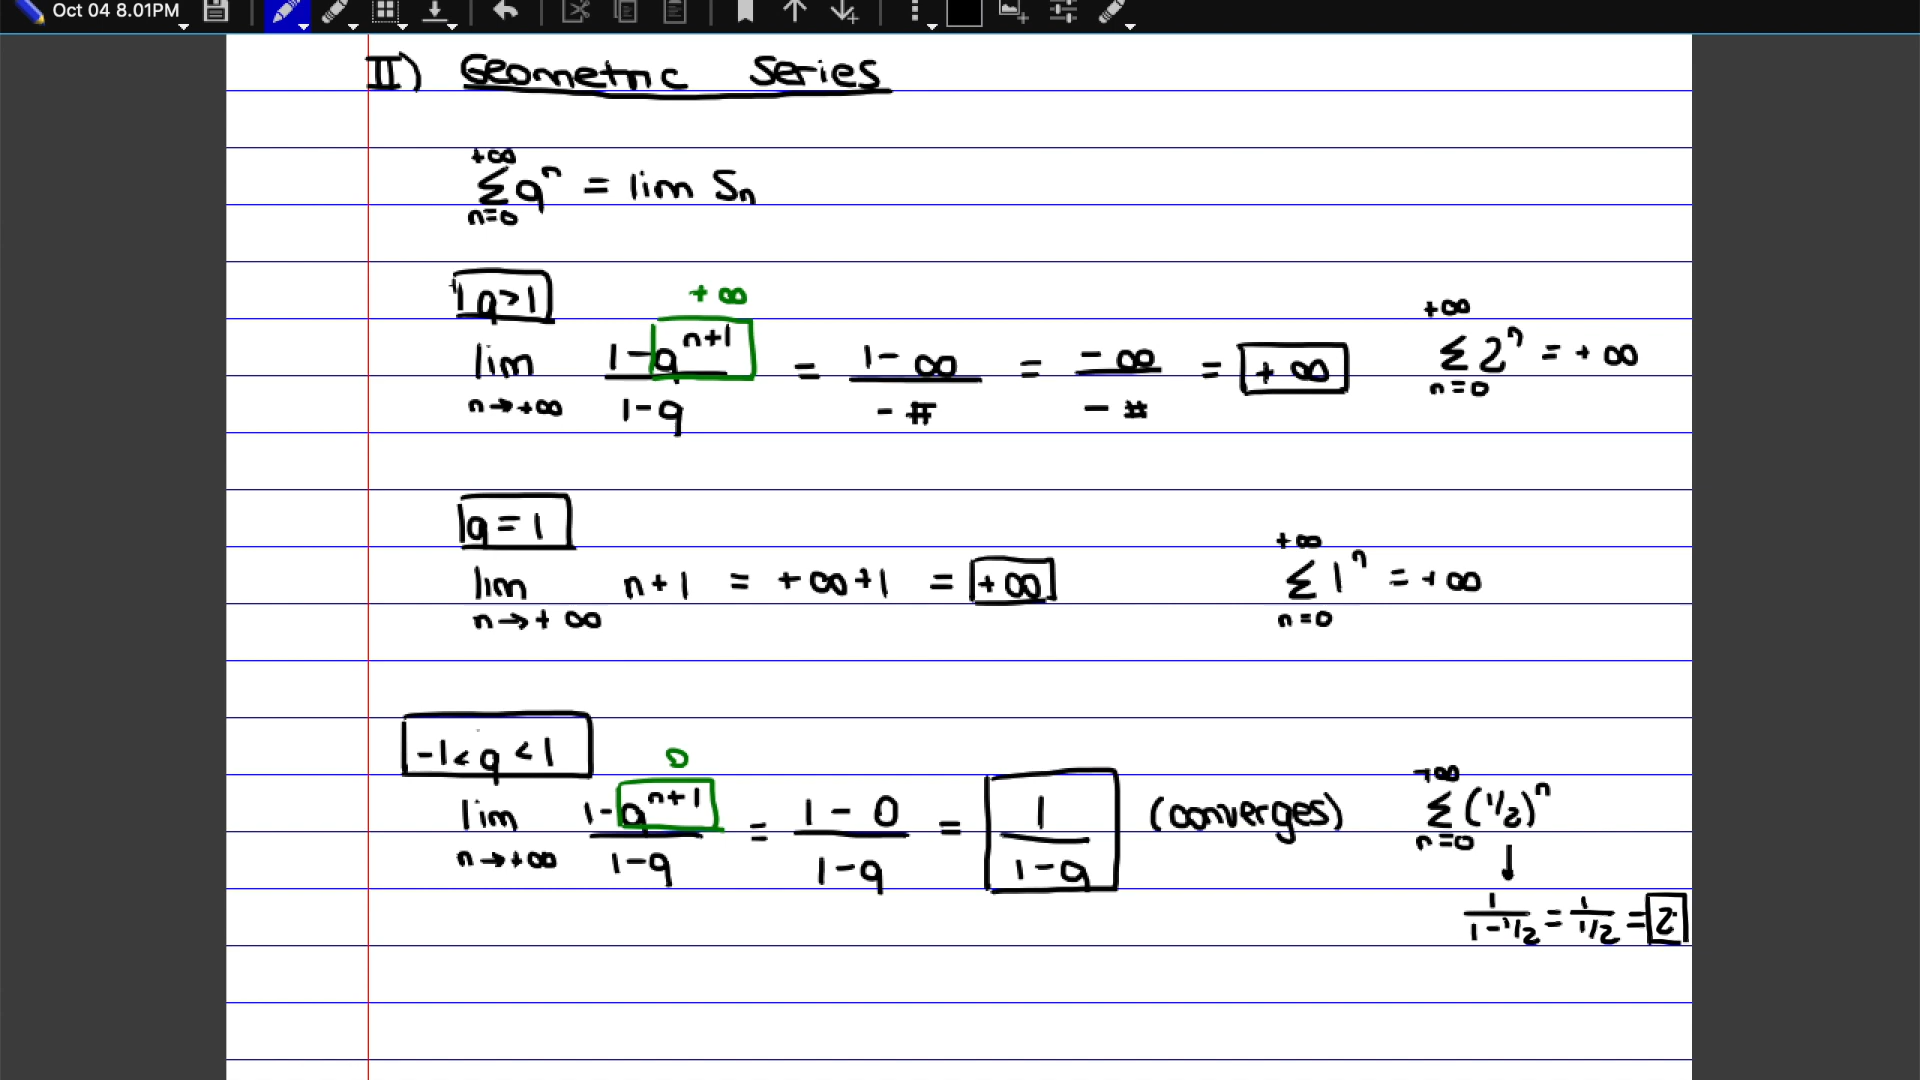 Oct 04 8.01PM
II) Geometric Series
+∞
Σ qⁿ = lim Sₙ
n=0
q>1
+∞
lim 1-qⁿ⁺¹ / 1-q = 1-∞ / -# = -∞ / -# = +∞
n→+∞
+∞
Σ 2ⁿ = +∞
n=0
q=1
lim n+1 = +∞+1 = +∞
n→+∞
+∞
Σ 1ⁿ = +∞
n=0
-1<q<1
0
lim 1-qⁿ⁺¹ / 1-q = 1-0 / 1-q = 1 / 1-q (converges)
n→+∞
+∞
Σ (1/2)ⁿ
n=0
↓
1 / 1-1/2 = 1 / 1/2 = 2